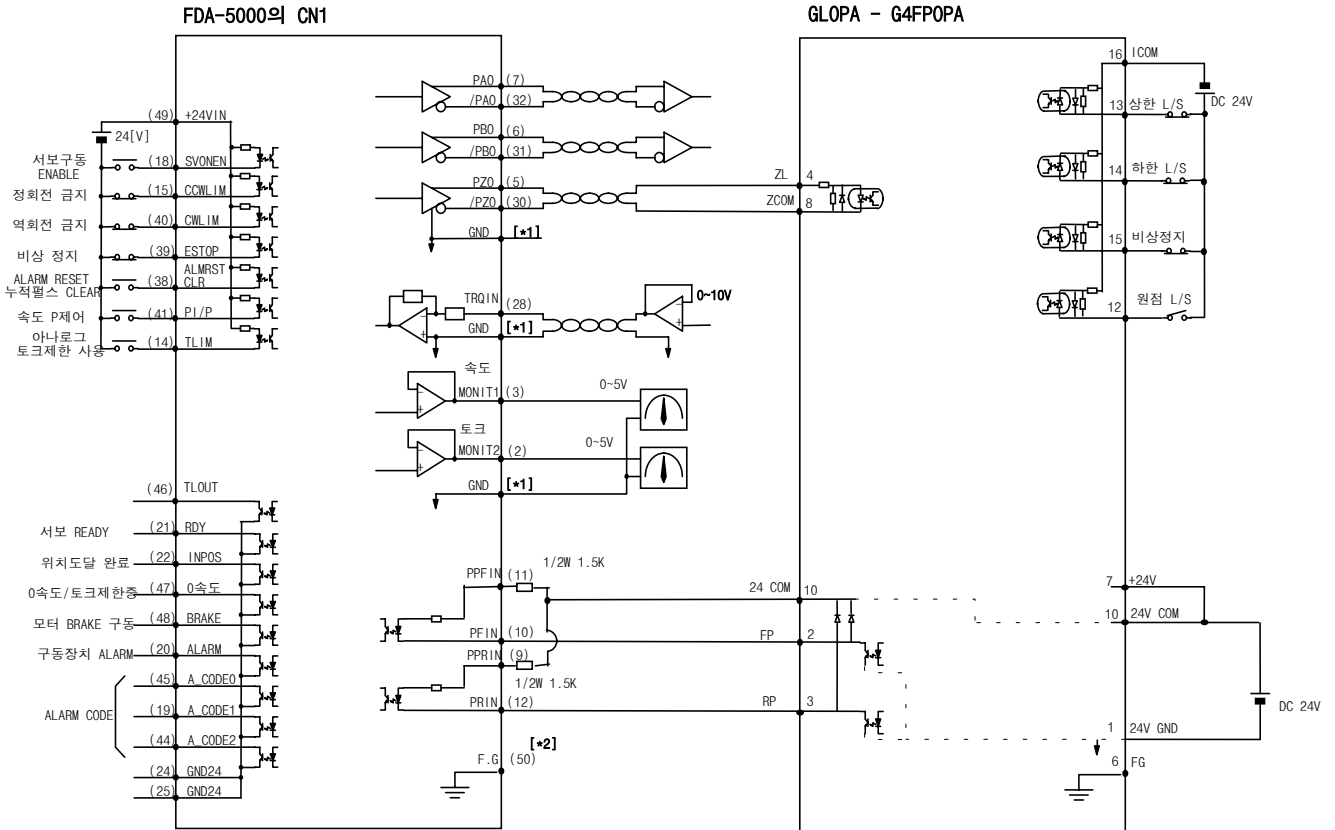 FDA-5000의 CN1
GLOPA - G4FPOPA
(49) +24VIN
24[V]
서보구동
ENABLE
(18) SVONEN
정회전 금지
(15) CCWLIM
역회전 금지
(40) CWLIM
비상 정지
(39) ESTOP
ALARM RESET
누적펄스 CLEAR
(38) ALMRST
CLR
속도 P제어
(41) PI/P
아나로그
토크제한 사용
(14) TLIM
(46) TLOUT
서보 READY
(21) RDY
위치도달 완료
(22) INPOS
0속도/토크제한중
(47) 0속도
모터 BRAKE 구동
(48) BRAKE
구동장치 ALARM
(20) ALARM
ALARM CODE
(45) A_CODE0
(19) A_CODE1
(44) A_CODE2
(24) GND24
(25) GND24
PAO (7)
/PAO (32)
PBO (6)
/PBO (31)
PZO (5)
/PZO (30)
GND [*1]
TRQIN (28)
GND [*1]
0~10V
속도
MONIT1 (3)
0~5V
토크
MONIT2 (2)
0~5V
GND [*1]
1/2W 1.5K
PPFIN (11)
PFIN (10)
PPRIN (9)
1/2W 1.5K
PRIN (12)
[*2]
F.G (50)
ZL 4
ZCOM 8
24 COM 10
FP 2
RP 3
16 ICOM
DC 24V
13 상한 L/S
14 하한 L/S
15 비상정지
원점 L/S
12
7 +24V
10 24V COM
DC 24V
1 24V GND
6 FG